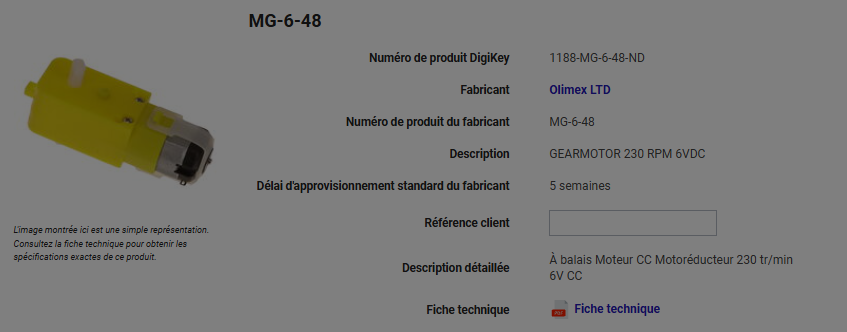 MG-6-48
Numéro de produit DigiKey 1188-MG-6-48-ND
Fabricant Olimex LTD
Numéro de produit du fabricant MG-6-48
Description GEARMOTOR 230 RPM 6VDC
Délai d'approvisionnement standard du fabricant 5 semaines
Référence client
Description détaillée À balais Moteur CC Motoréducteur 230 tr/min
6V CC
Fiche technique PDF Fiche technique
L'image montrée ici est une simple représentation.
Consultez la fiche technique pour obtenir les
spécifications exactes de ce produit.